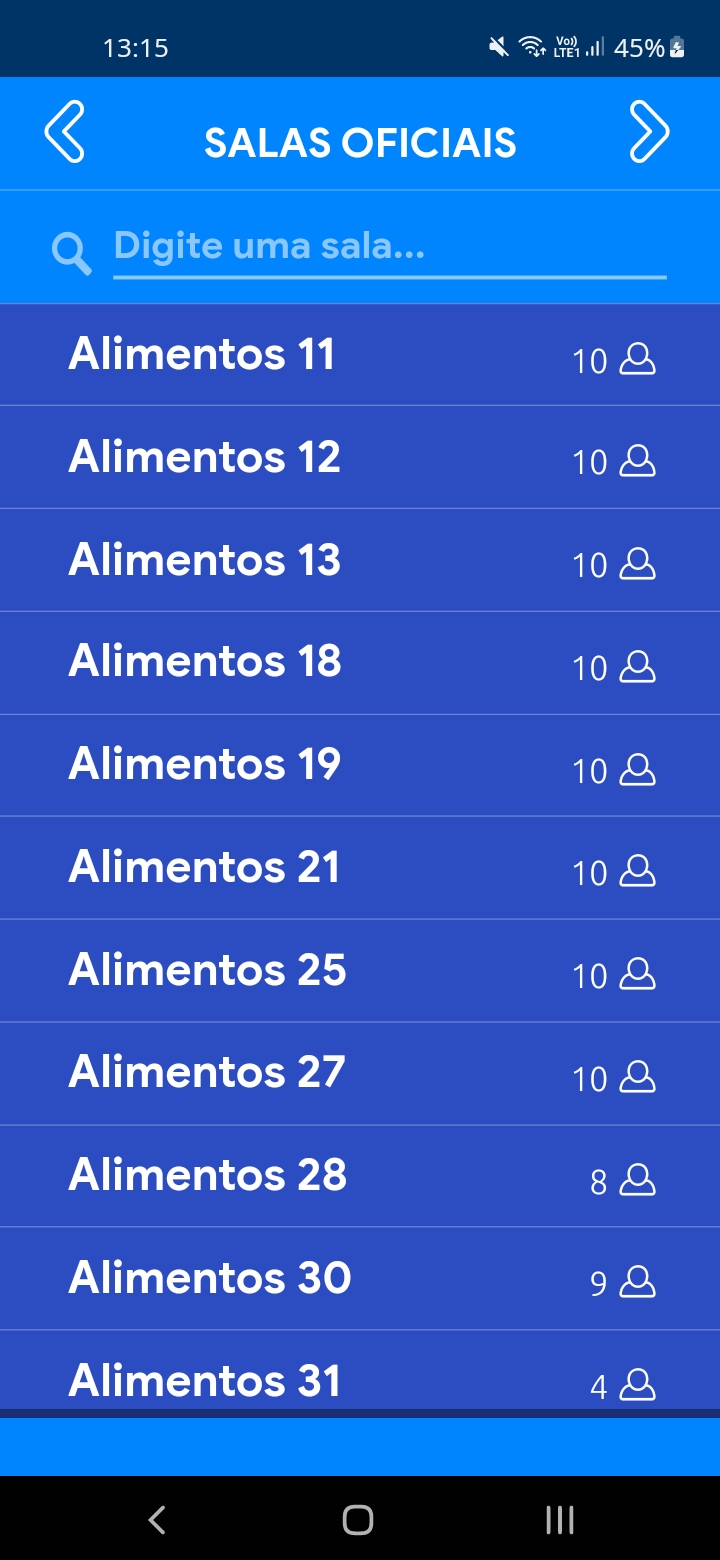 13:15
Vo)) LTE1 45%
SALAS OFICIAIS
Digite uma sala...
Alimentos 11 10
Alimentos 12 10
Alimentos 13 10
Alimentos 18 10
Alimentos 19 10
Alimentos 21 10
Alimentos 25 10
Alimentos 27 10
Alimentos 28 8
Alimentos 30 9
Alimentos 31 4